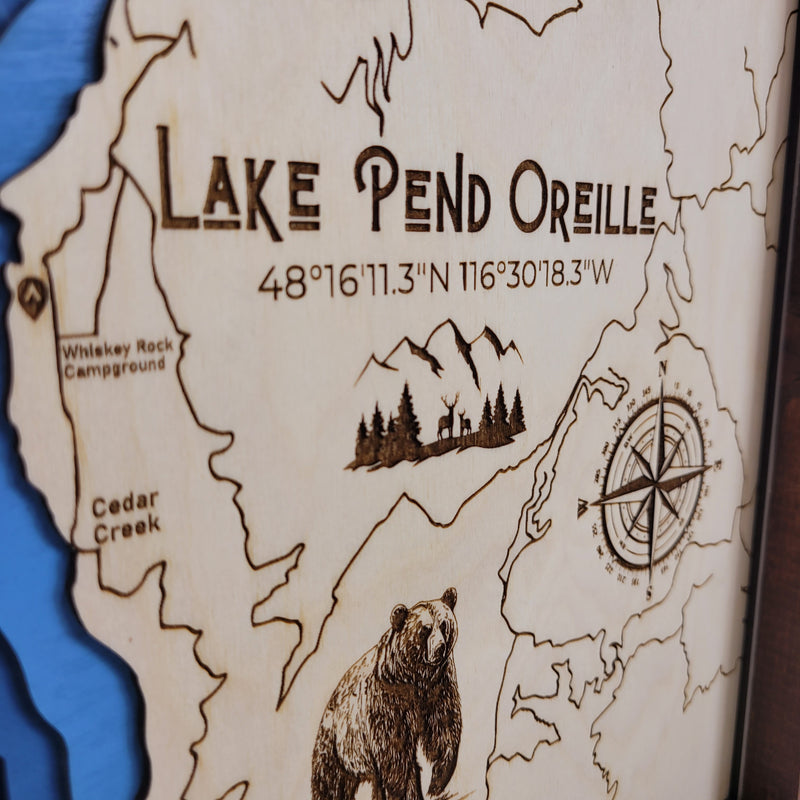 LAKE PEND OREILLE
48°16'11.3"N 116°30'18.3"W
Whiskey Rock
Campground
N
W
E
S
Cedar
Creek